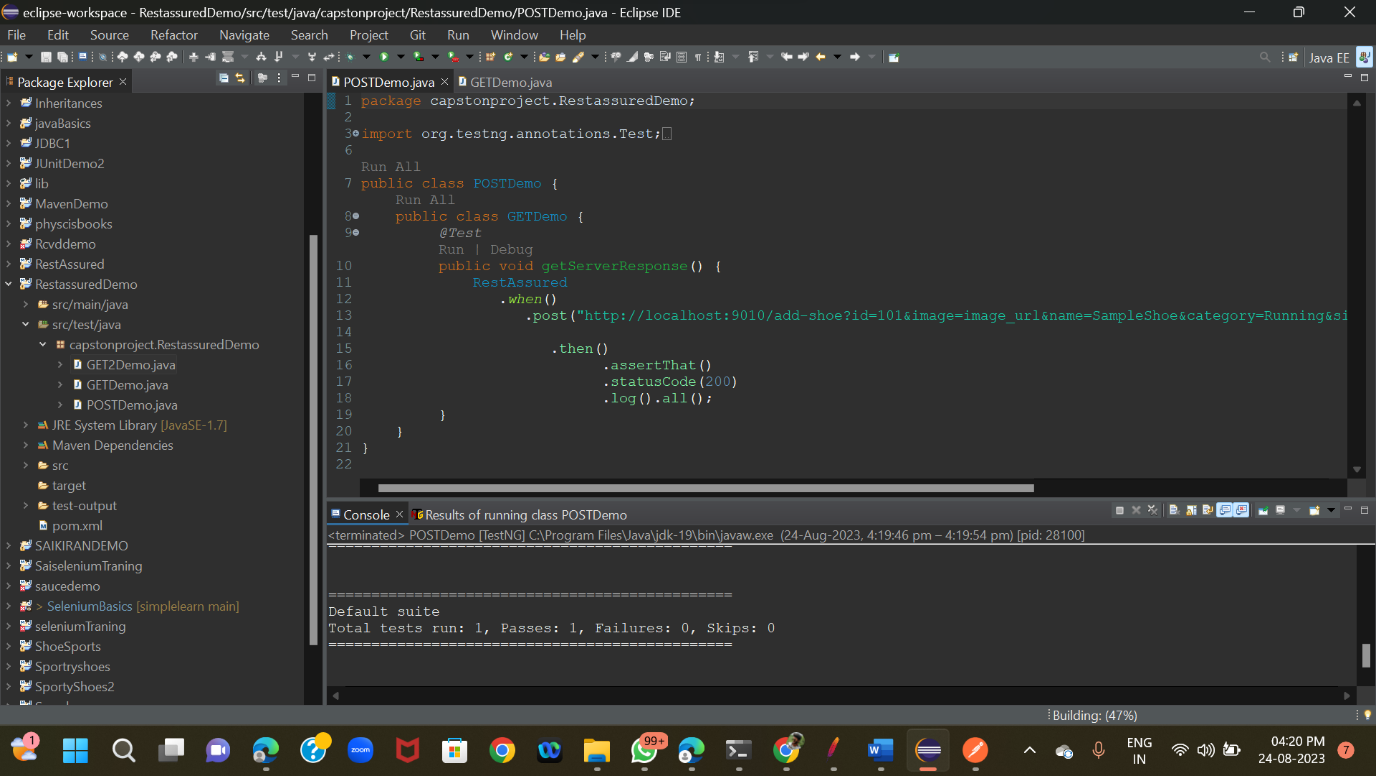 eclipse-workspace - RestassuredDemo/src/test/java/capstonproject/RestassuredDemo/POSTDemo.java - Eclipse IDE
File Edit Source Refactor Navigate Search Project Git Run Window Help
Java EE
Package Explorer
Inheritances
javaBasics
JDBC1
JUnitDemo2
lib
MavenDemo
physcisbooks
Rcvddemo
RestAssured
RestassuredDemo
src/main/java
src/test/java
capstonproject.RestassuredDemo
GET2Demo.java
GETDemo.java
POSTDemo.java
JRE System Library [JavaSE-1.7]
Maven Dependencies
src
target
test-output
pom.xml
SAIKIRANDEMO
SaiseleniumTraning
saucedemo
> SeleniumBasics [simplelearn main]
seleniumTraning
ShoeSports
Sportryshoes
SportyShoes2
POSTDemo.java GETDemo.java
1 package capstonproject.RestassuredDemo;
2
3 import org.testng.annotations.Test;
6
Run All
7 public class POSTDemo {
Run All
8 public class GETDemo {
9 @Test
Run | Debug
10 public void getServerResponse() {
11 RestAssured
12 .when()
13 .post("http://localhost:9010/add-shoe?id=101&image=image_url&name=SampleShoe&category=Running&si
14
15 .then()
16 .assertThat()
17 .statusCode(200)
18 .log().all();
19 }
20 }
21 }
22
Console Results of running class POSTDemo
<terminated> POSTDemo [TestNG] C:\Program Files\Java\jdk-19\bin\javaw.exe (24-Aug-2023, 4:19:46 pm – 4:19:54 pm) [pid: 28100]
===============================================
===============================================
Default suite
Total tests run: 1, Passes: 1, Failures: 0, Skips: 0
===============================================
Building: (47%)
1
zoom
99+
W
ENG
IN
04:20 PM
24-08-2023
7